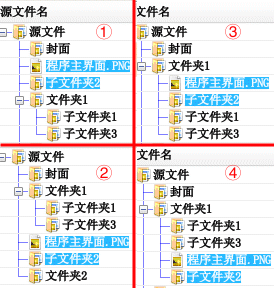 源文件名
①
源文件
封面
程序主界面.PNG
子文件夹2
文件夹1
子文件夹1
子文件夹3
文件名
③
源文件
封面
文件夹1
程序主界面.PNG
子文件夹2
子文件夹1
子文件夹3
源文件
封面
②
文件夹1
子文件夹1
子文件夹3
程序主界面.PNG
子文件夹2
文件夹2
文件名
④
源文件
封面
文件夹1
子文件夹1
子文件夹3
程序主界面.PNG
子文件夹2